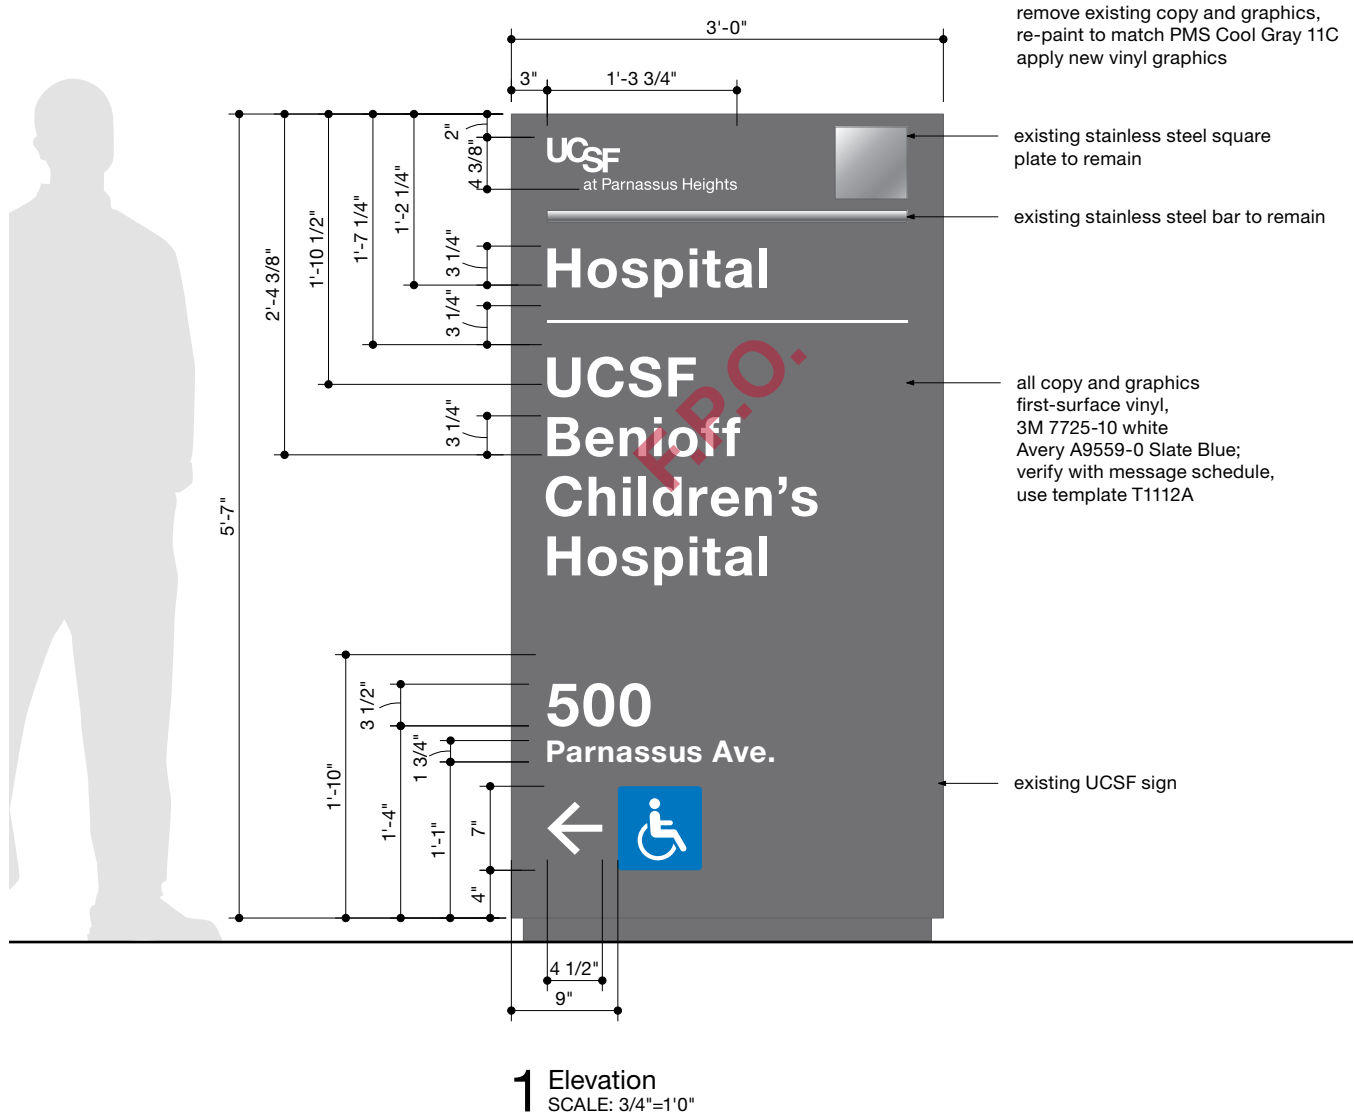 remove existing copy and graphics,
re-paint to match PMS Cool Gray 11C
apply new vinyl graphics
3'-0"
3"
1'-3 3/4"
2"
4 3/8"
UCSF
at Parnassus Heights
existing stainless steel square
plate to remain
existing stainless steel bar to remain
1'-2 1/4"
1'-7 1/4"
1'-10 1/2"
2'-4 3/8"
5'-7"
3 1/4"
Hospital
3 1/4"
UCSF
Benioff
Children’s
Hospital
F.P.O.
3 1/4"
all copy and graphics
first-surface vinyl,
3M 7725-10 white
Avery A9559-0 Slate Blue;
verify with message schedule,
use template T1112A
500
Parnassus Ave.
3 1/2"
1 3/4"
1'-10"
1'-4"
1'-1"
7"
4"
existing UCSF sign
4 1/2"
9"
1 Elevation
SCALE: 3/4"=1'0"